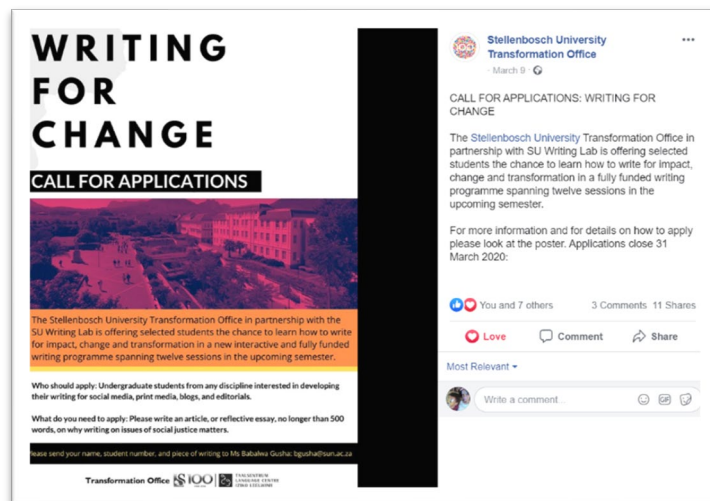 WRITING
FOR
CHANGE
CALL FOR APPLICATIONS
The Stellenbosch University Transformation Office in partnership with the
SU Writing Lab is offering selected students the chance to learn how to write
for impact, change and transformation in a new interactive and fully funded
writing programme spanning twelve sessions in the upcoming semester.
Who should apply: Undergraduate students from any discipline interested in developing
their writing for social media, print media, blogs, and editorials.
What do you need to apply: Please write an article, or reflective essay, no longer than 500
words, on why writing on issues of social justice matters.
Please send your name, student number, and piece of writing to Ms Babalwa Gusha: bgusha@sun.ac.za
Transformation Office
100
Stellenbosch University
Transformation Office
March 9
CALL FOR APPLICATIONS: WRITING FOR
CHANGE
The Stellenbosch University Transformation Office in
partnership with SU Writing Lab is offering selected
students the chance to learn how to write for impact,
change and transformation in a fully funded writing
programme spanning twelve sessions in the
upcoming semester.
For more information and for details on how to apply
please look at the poster. Applications close 31
March 2020:
You and 7 others 3 Comments 11 Shares
Love Comment Share
Most Relevant
Write a comment...
GIF